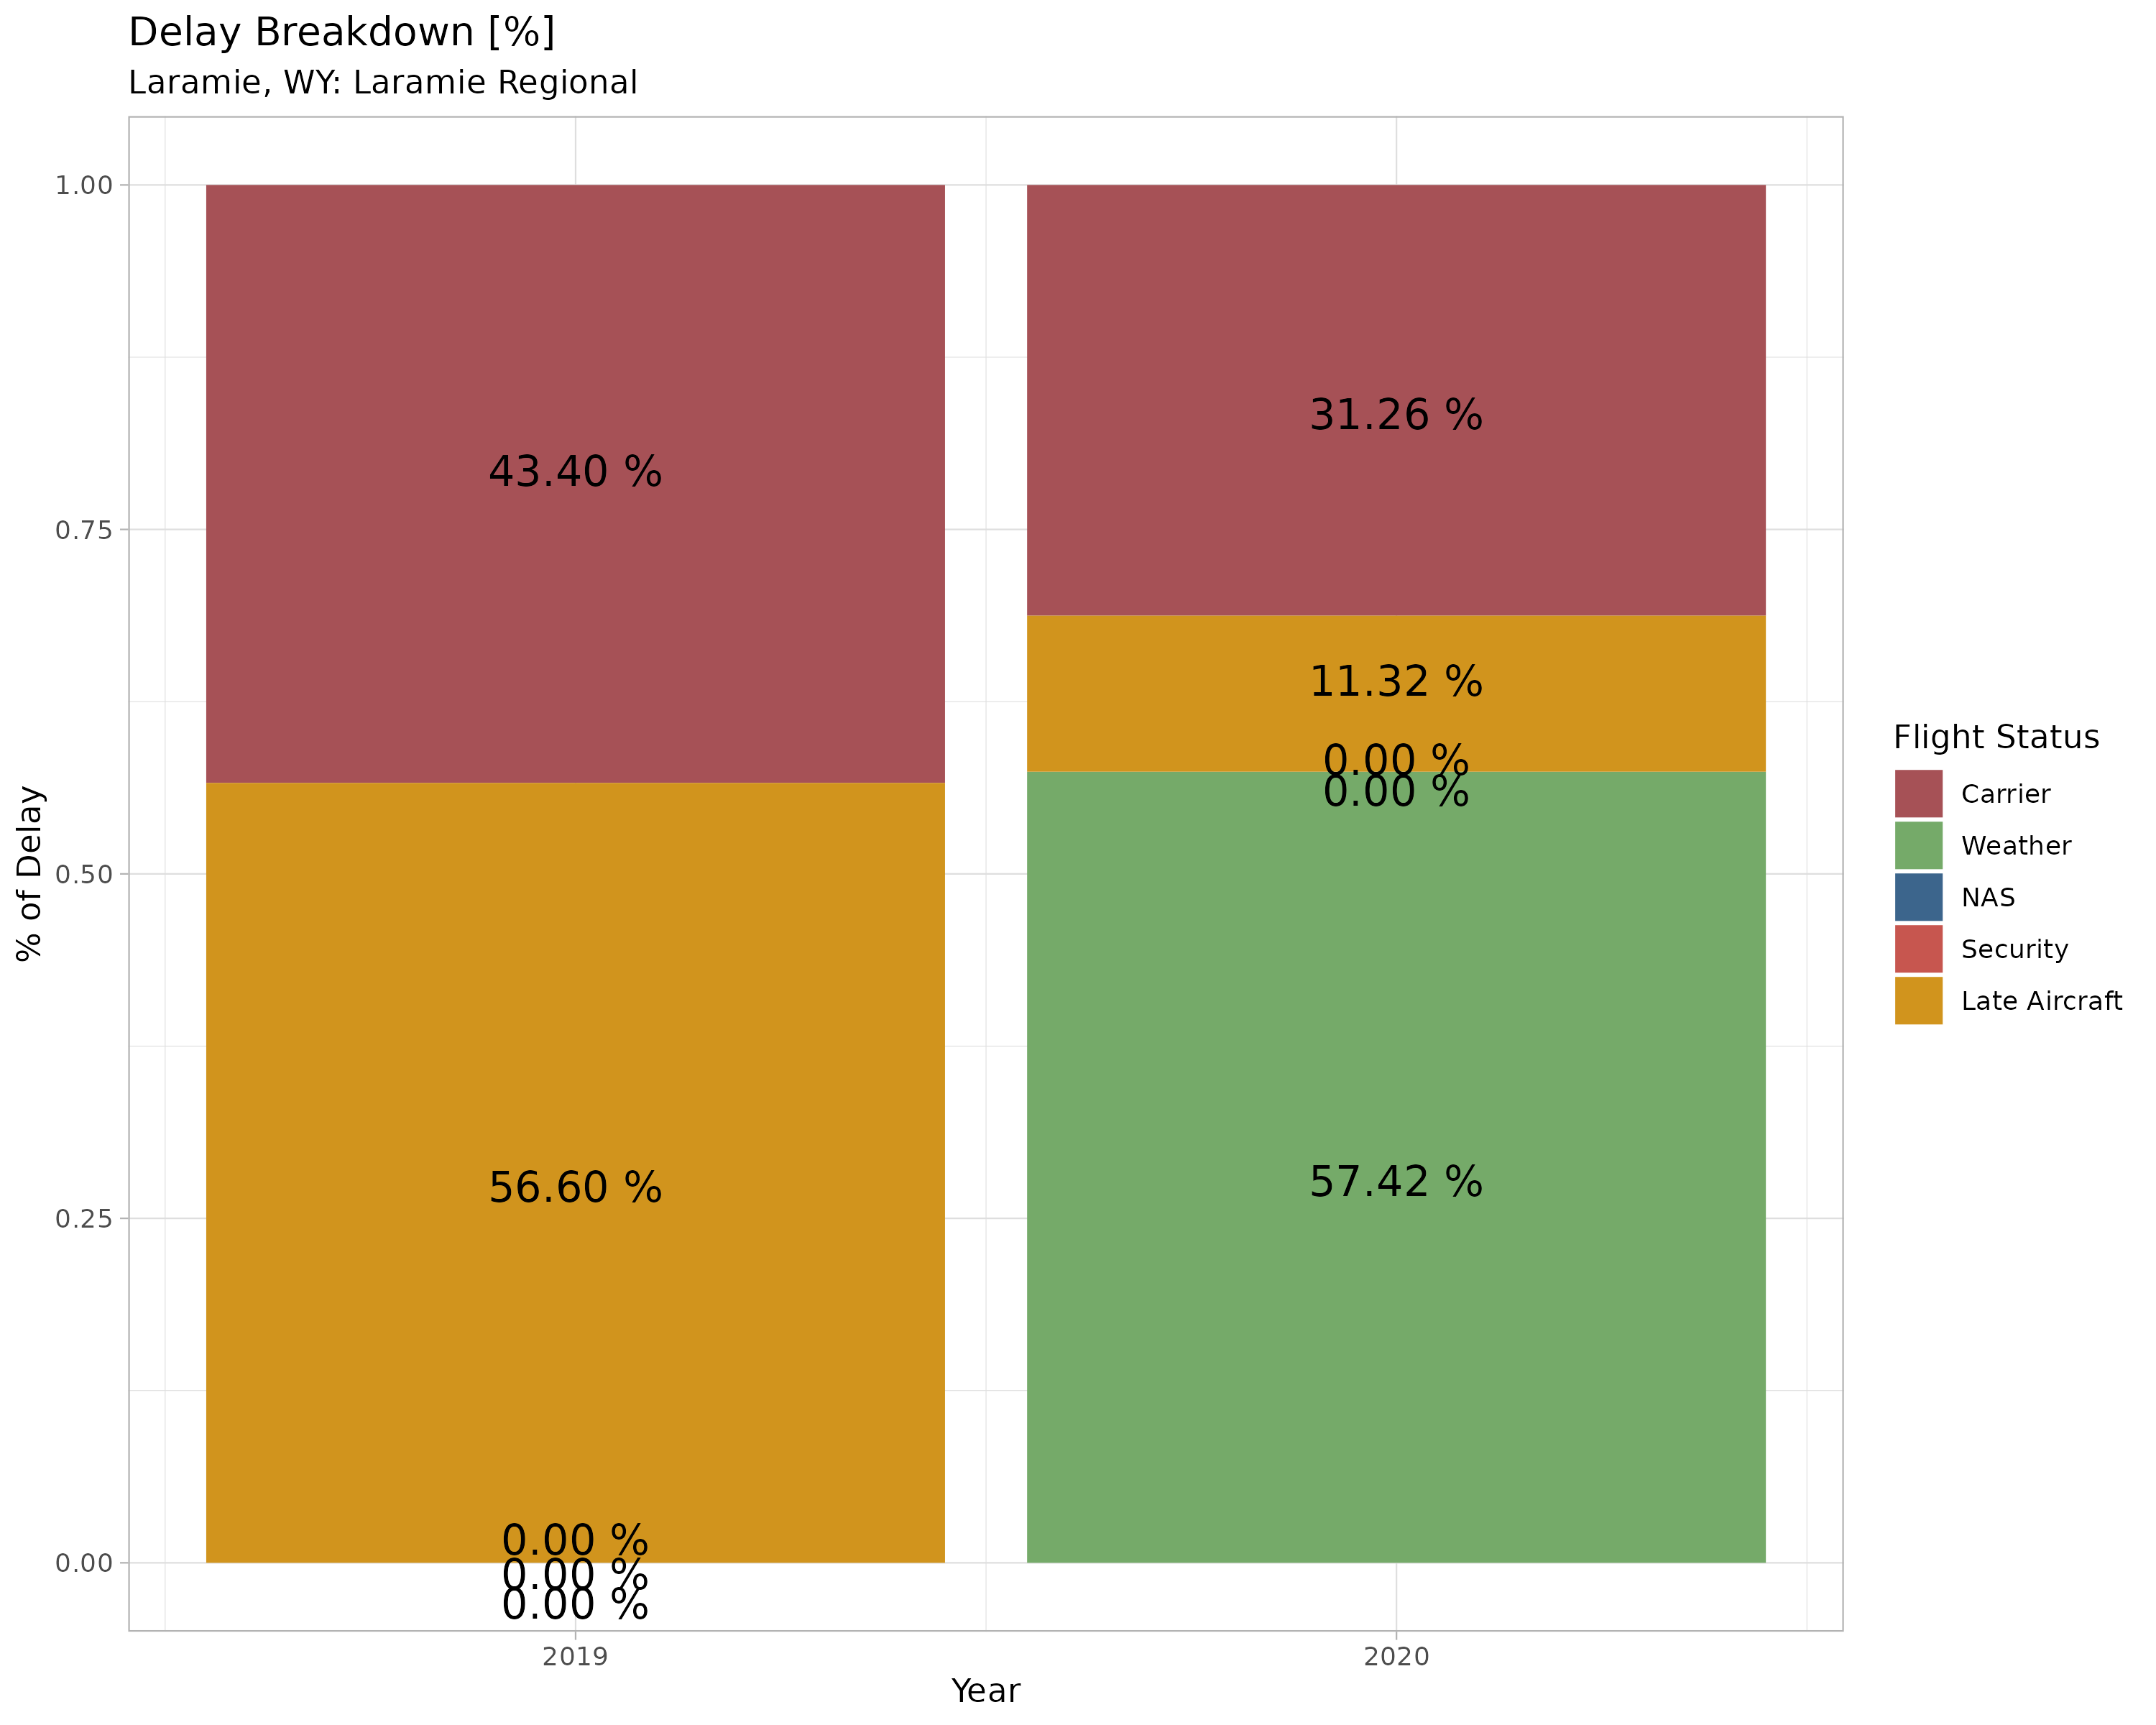 Delay Breakdown [%]
Laramie, WY: Laramie Regional
% of Delay
1.00
0.75
0.50
0.25
0.00
43.40 %
56.60 %
0.00 %
0.00 %
0.00 %
31.26 %
11.32 %
0.00 %
0.00 %
57.42 %
2019
2020
Year
Flight Status
Carrier
Weather
NAS
Security
Late Aircraft